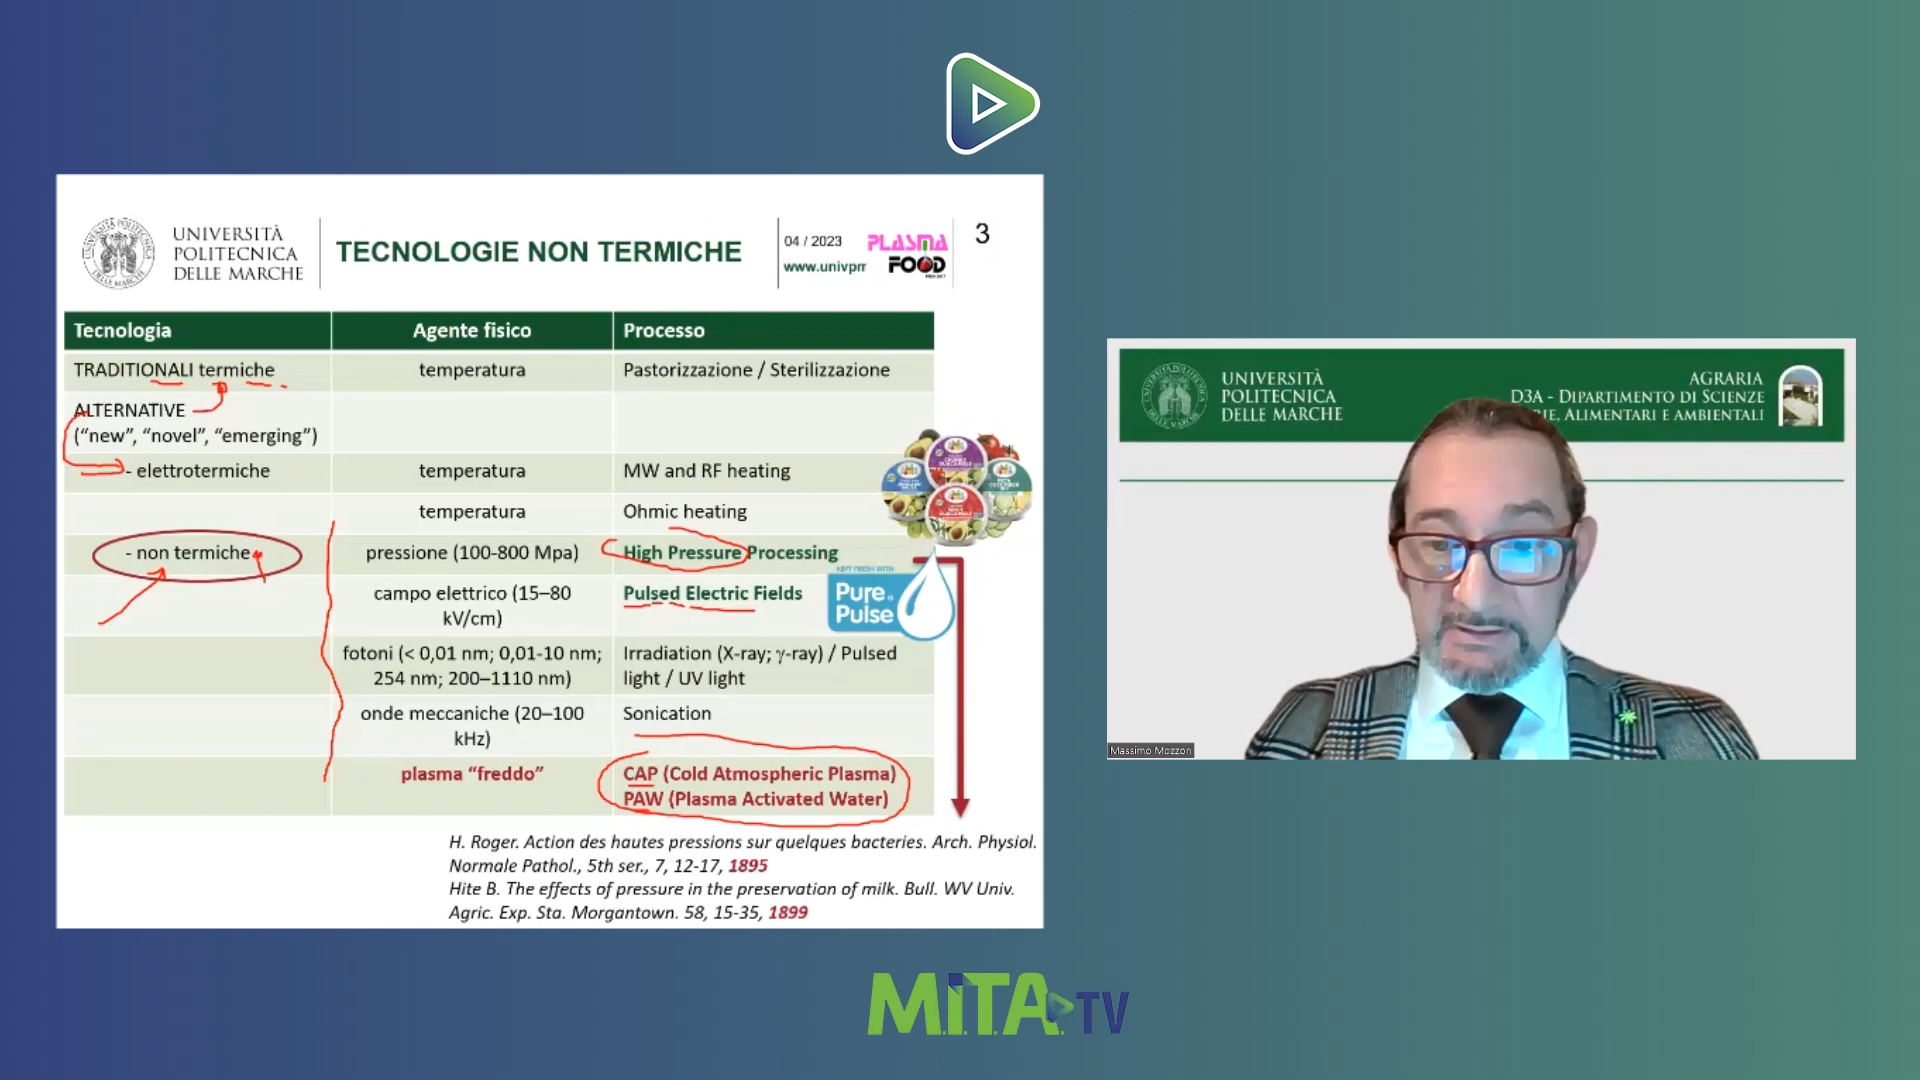 UNIVERSITÀ
POLITECNICA
DELLE MARCHE
TECNOLOGIE NON TERMICHE
04 / 2023
www.univpm
PLASMA
FOOD
3
Tecnologia Agente fisico Processo
TRADITIONALI termiche temperatura Pastorizzazione / Sterilizzazione
ALTERNATIVE
("new", "novel", "emerging")
- elettrotermiche temperatura MW and RF heating
temperatura Ohmic heating
- non termiche pressione (100-800 Mpa) High Pressure Processing
campo elettrico (15–80
kV/cm)
Pulsed Electric Fields
KEPT FRESH WITH
Pure
Pulse
fotoni (< 0,01 nm; 0,01-10 nm;
254 nm; 200–1110 nm)
Irradiation (X-ray; γ-ray) / Pulsed
light / UV light
onde meccaniche (20–100
kHz)
Sonication
plasma "freddo"
CAP (Cold Atmospheric Plasma)
PAW (Plasma Activated Water)
H. Roger. Action des hautes pressions sur quelques bacteries. Arch. Physiol.
Normale Pathol., 5th ser., 7, 12-17, 1895
Hite B. The effects of pressure in the preservation of milk. Bull. WV Univ.
Agric. Exp. Sta. Morgantown. 58, 15-35, 1899
UNIVERSITÀ
POLITECNICA
DELLE MARCHE
AGRARIA
D3A - DIPARTIMENTO DI SCIENZE
ALIMENTARI E AMBIENTALI
Massimo Mozzon
M.I.T.A. TV